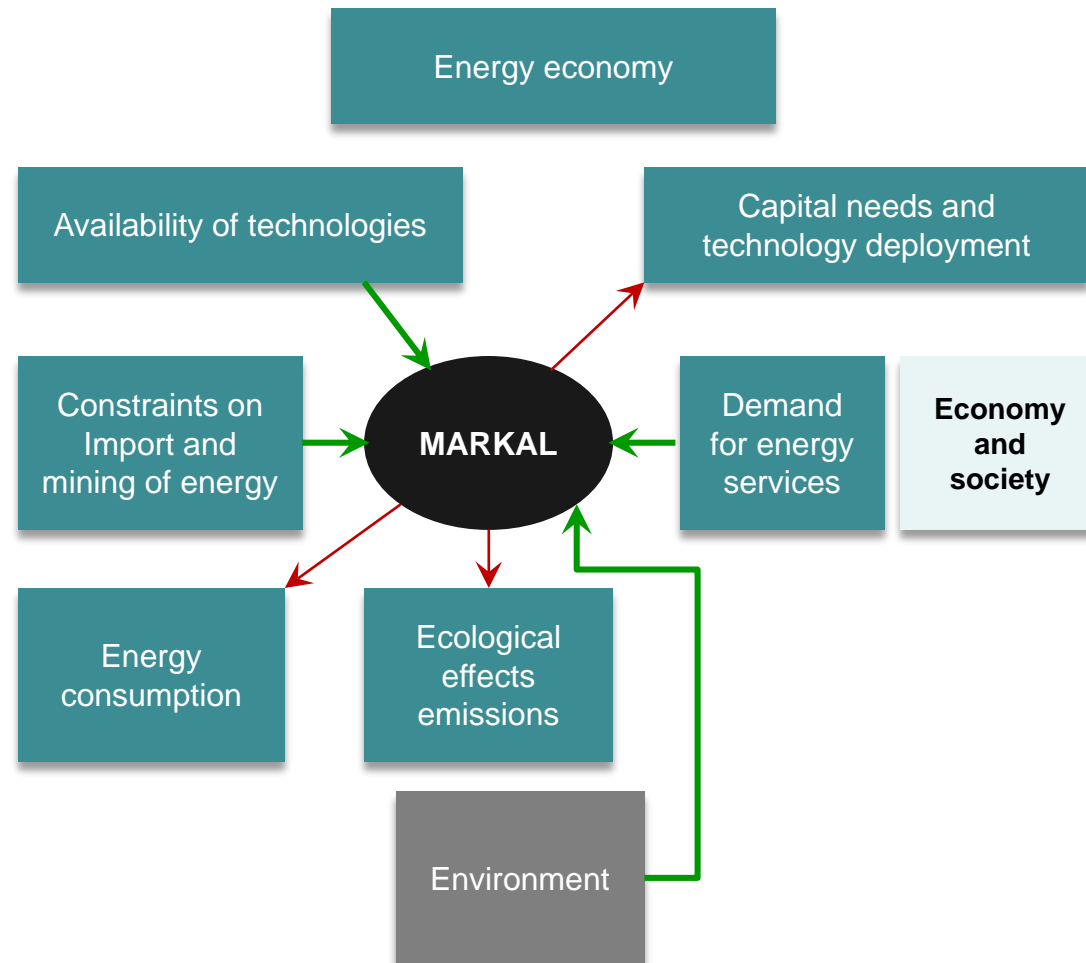 Energy economy
Availability of technologies
Capital needs and
technology deployment
Constraints on
Import and
mining of energy
MARKAL
Demand
for energy
services
Economy
and
society
Energy
consumption
Ecological
effects
emissions
Environment